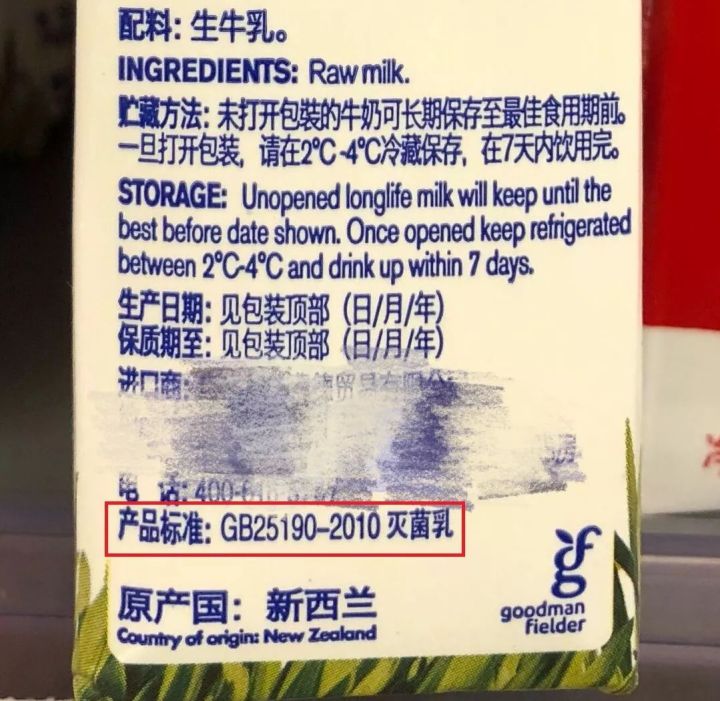 配料: 生牛乳。
INGREDIENTS: Raw milk.
贮藏方法: 未打开包装的牛奶可长期保存至最佳食用期前。
一旦打开包装, 请在2℃-4℃冷藏保存, 在7天内饮用完。
STORAGE: Unopened longlife milk will keep until the
best before date shown. Once opened keep refrigerated
between 2℃-4℃ and drink up within 7 days.
生产日期: 见包装顶部 (日/月/年)
保质期至: 见包装顶部 (日/月/年)
进口商:
电 话: 400-6
产品标准: GB25190-2010 灭菌乳
原产国: 新西兰
Country of origin: New Zealand
gf
goodman
fielder